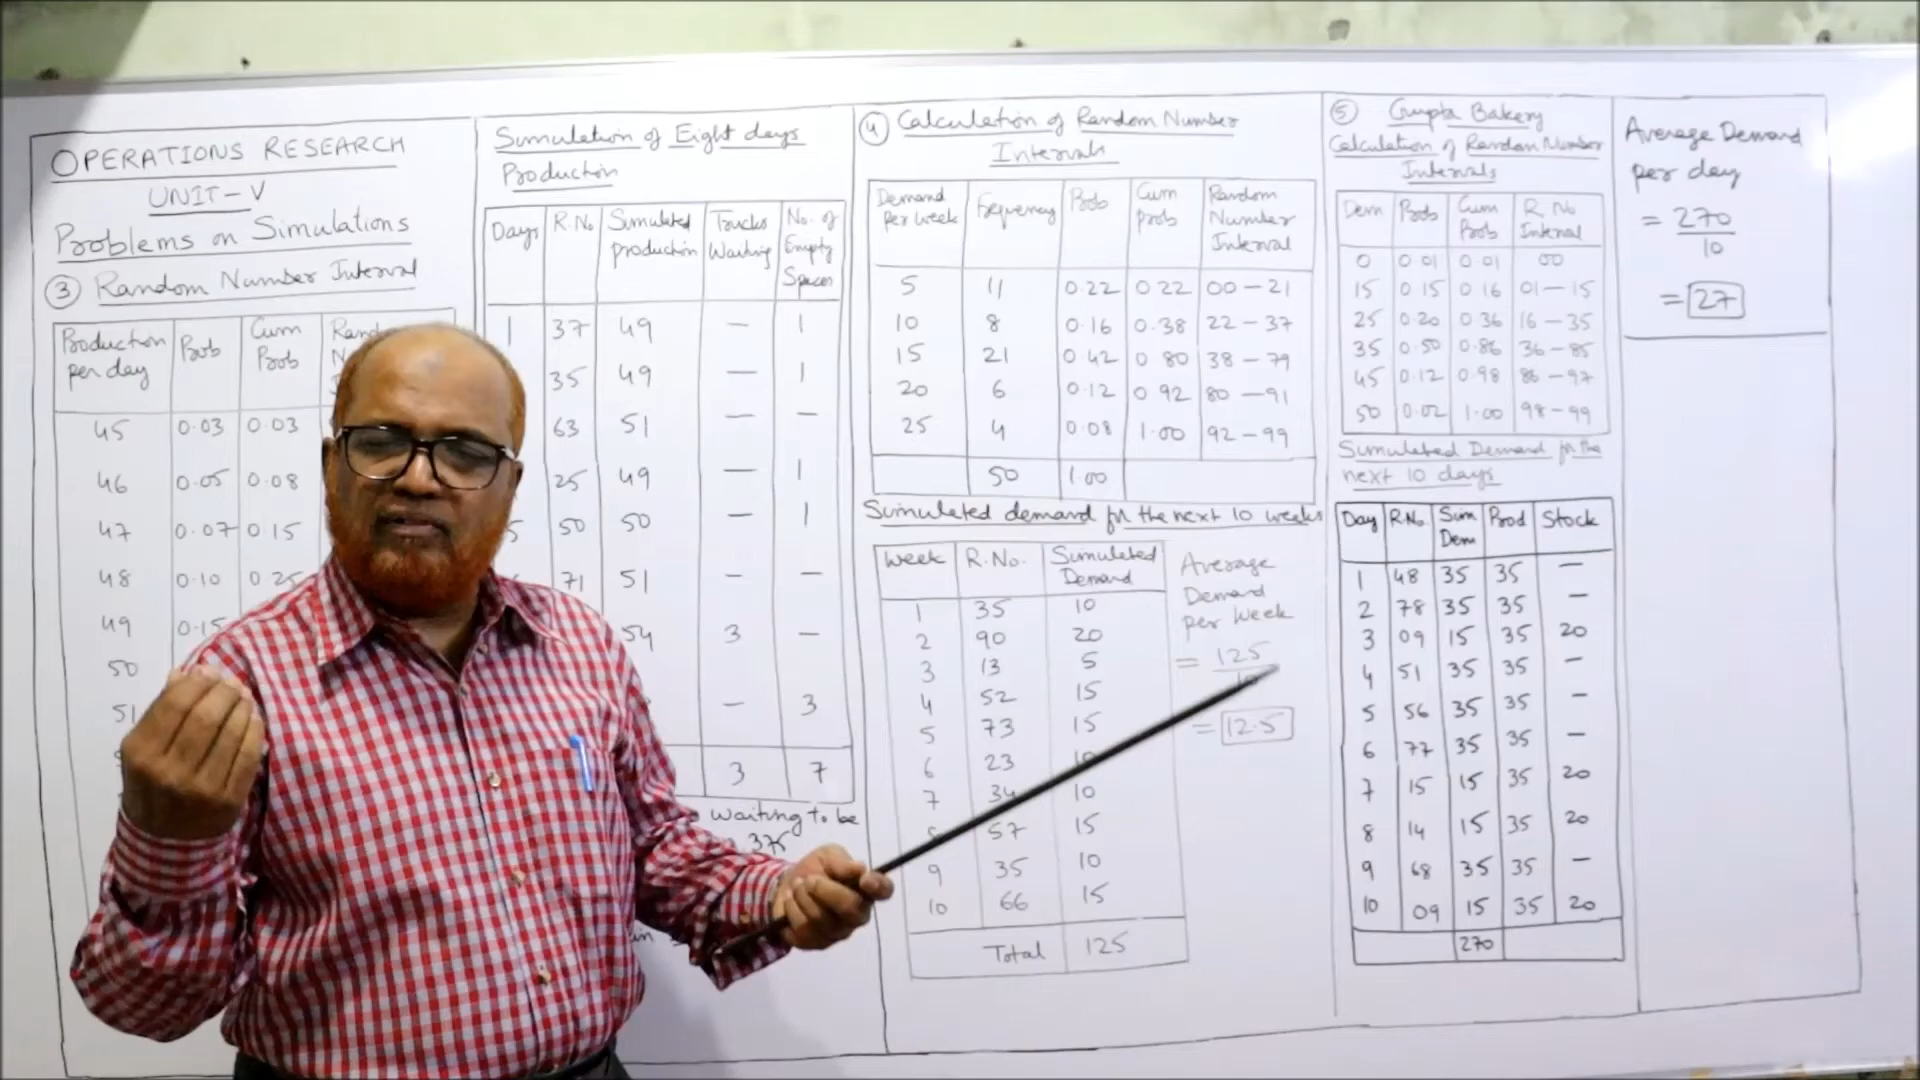 OPERATIONS RESEARCH
UNIT-V
Problems on Simulations
③ Random Number Interval
Production per day Prob Cum Prob
45 0.03 0.03
46 0.05 0.08
47 0.07 0 15
48 0.10 0 25
49 0.15
50
51
Simulation of Eight days
Production
Days R.No Simulated production Trucks Waiting No. of Empty Spaces
1 37 49 — 1
35 49 — 1
63 51 — —
25 49 — 1
50 50 — 1
71 51 — —
54 3 —
— 3
3 7
waiting to be
④ Calculation of Random Number
Intervals
Demand Per week Frequency Prob Cum prob Random Number Interval
5 11 0.22 0 22 00 – 21
10 8 0.16 0.38 22 – 37
15 21 0.42 0 80 38 – 79
20 6 0.12 0 92 80 – 91
25 4 0.08 1.00 92 – 99
50 1.00
Simulated demand for the next 10 weeks
Week R.No. Simulated Demand
1 35 10
2 90 20
3 13 5
4 52 15
5 73 15
6 23 10
7 34 10
57 15
9 35 10
10 66 15
Total 125
Average
Demand
per Week
= 125
10
= 12.5
⑤ Gupta Bakery
Calculation of Random Number
Intervals
Dem Prob Cum Prob R No Interval
0 0.01 0.01 00
15 0 15 0 16 01 – 15
25 0.20 0 36 16 – 35
35 0.50 0.86 36 – 85
45 0.12 0.98 86 – 97
50 0.02 1.00 98 – 99
Simulated Demand for the
next 10 days
Day R.No. Sim Dem Prod Stock
1 48 35 35 —
2 78 35 35 —
3 09 15 35 20
4 51 35 35 —
5 56 35 35 —
6 77 35 35 —
7 15 15 35 20
8 14 15 35 20
9 68 35 35 —
10 09 15 35 20
270
Average Demand
per day
= 270
10
= 27